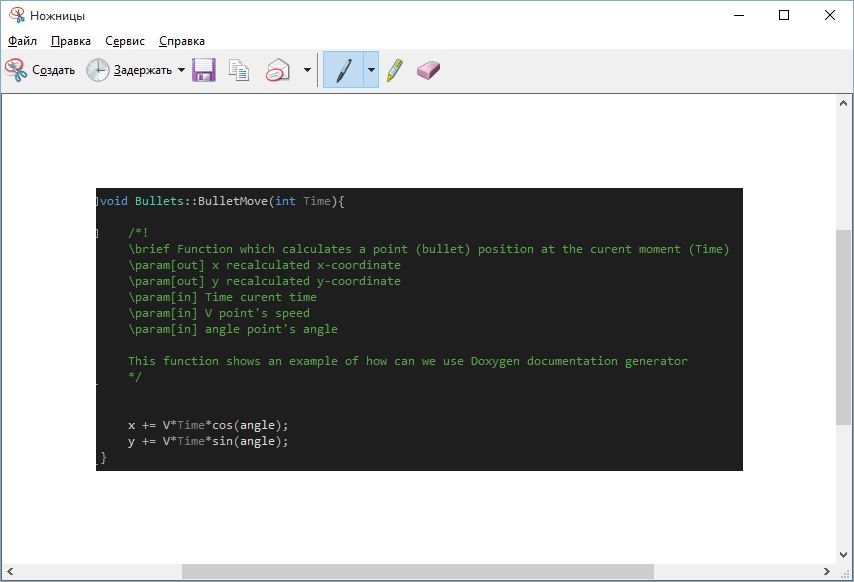 Ножницы
Файл Правка Сервис Справка
Создать Задержать
void Bullets::BulletMove(int Time){
/*!
\brief Function which calculates a point (bullet) position at the curent moment (Time)
\param[out] x recalculated x-coordinate
\param[out] y recalculated y-coordinate
\param[in] Time curent time
\param[in] V point's speed
\param[in] angle point's angle
This function shows an example of how can we use Doxygen documentation generator
*/
x += V*Time*cos(angle);
y += V*Time*sin(angle);
}